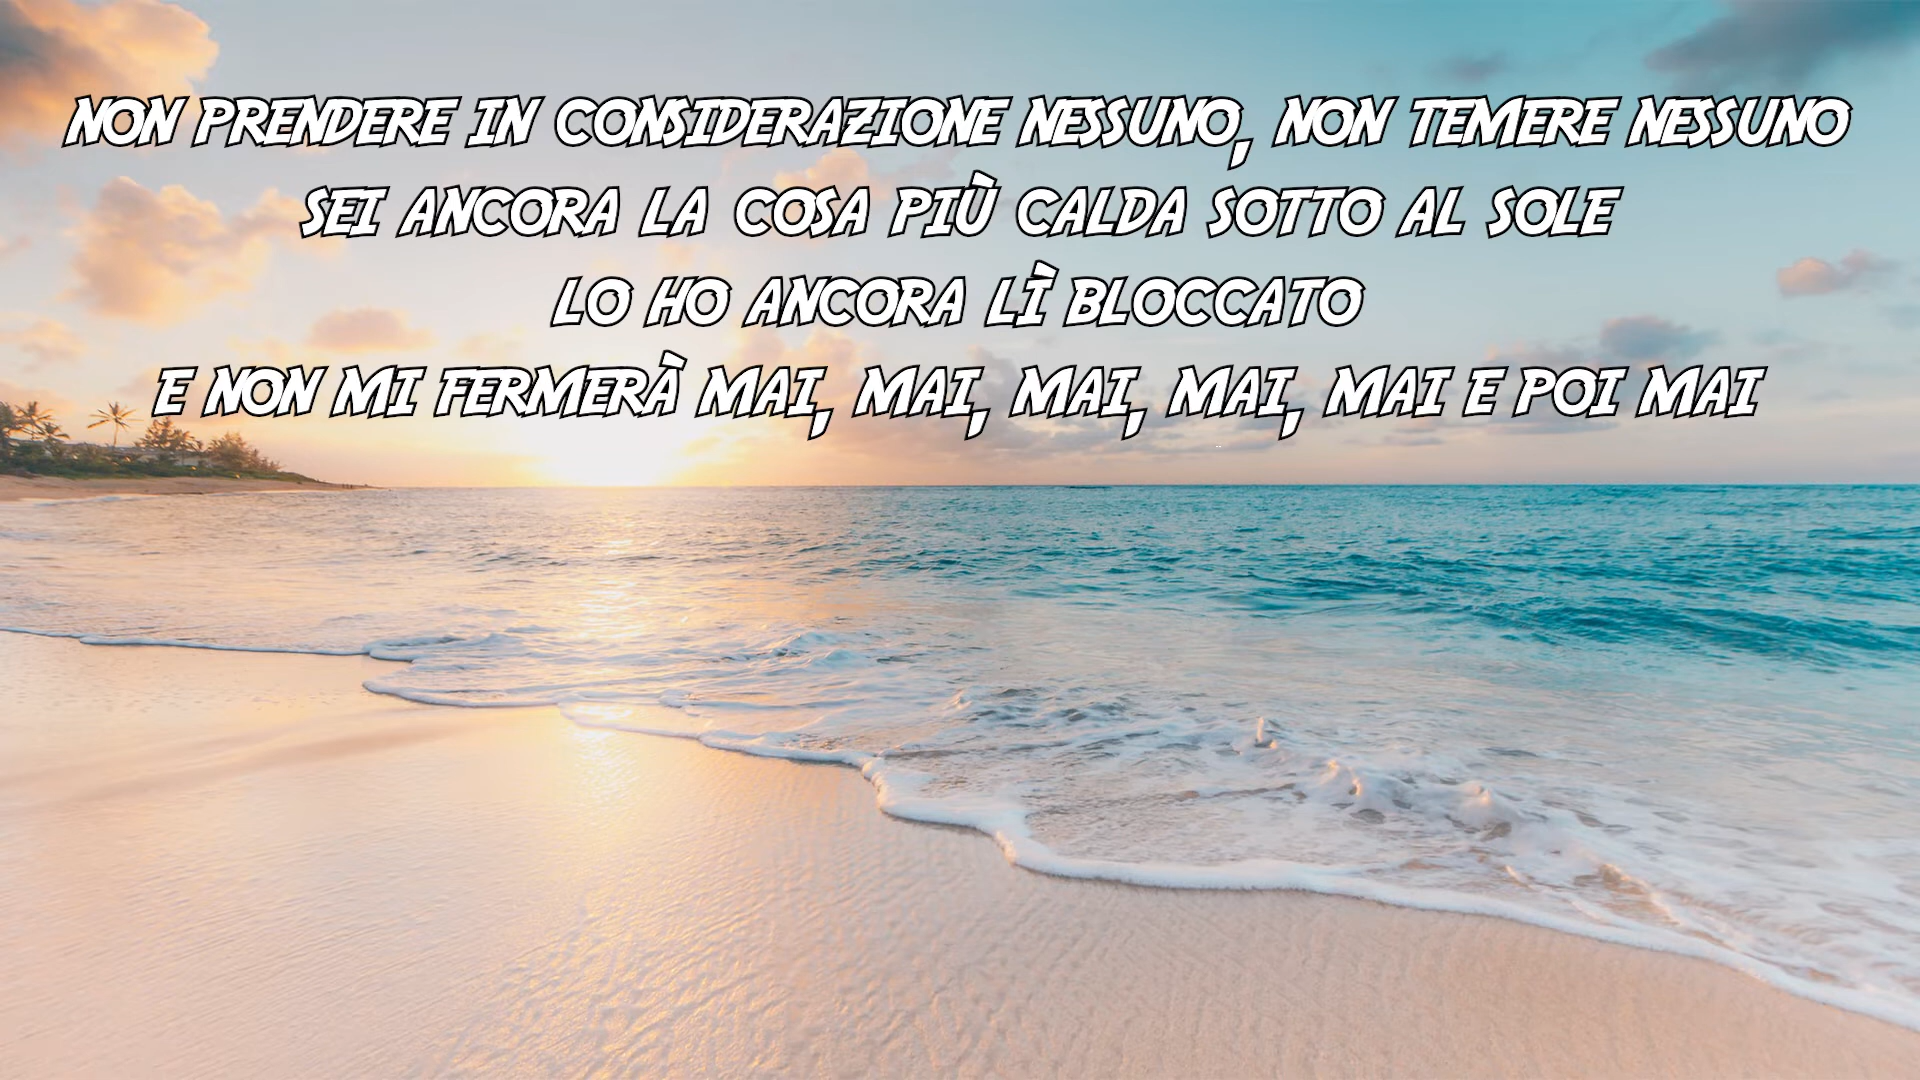 NON PRENDERE IN CONSIDERAZIONE NESSUNO, NON TEMERE NESSUNO
SEI ANCORA LA COSA PIÙ CALDA SOTTO AL SOLE
LO HO ANCORA LÌ BLOCCATO
E NON MI FERMERÀ MAI, MAI, MAI, MAI, MAI E POI MAI